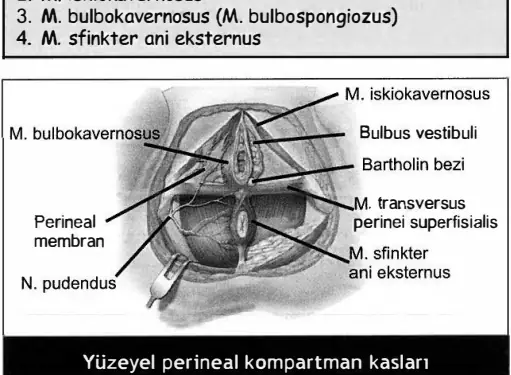 3. M. bulbokavernosus (M. bulbospongiozus)
4. M. sfinkter ani eksternus
M. iskiokavernosus
M. bulbokavernosus
Bulbus vestibuli
Bartholin bezi
M. transversus
perinei superfisialis
Perineal
membran
M. sfinkter
ani eksternus
N. pudendus
Yüzeyel perineal kompartman kasları